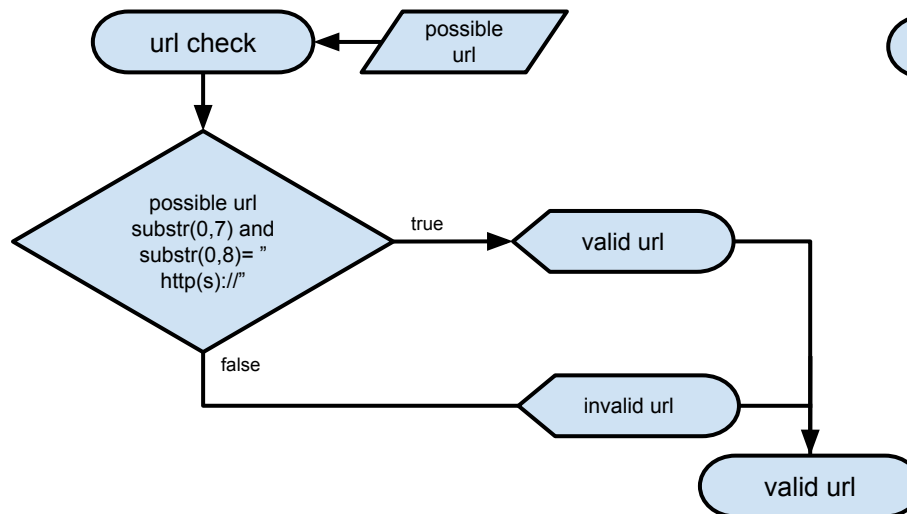 url check
possible
url
possible url
substr(0,7) and
substr(0,8)= ”
http(s)://”
true
valid url
false
invalid url
valid url